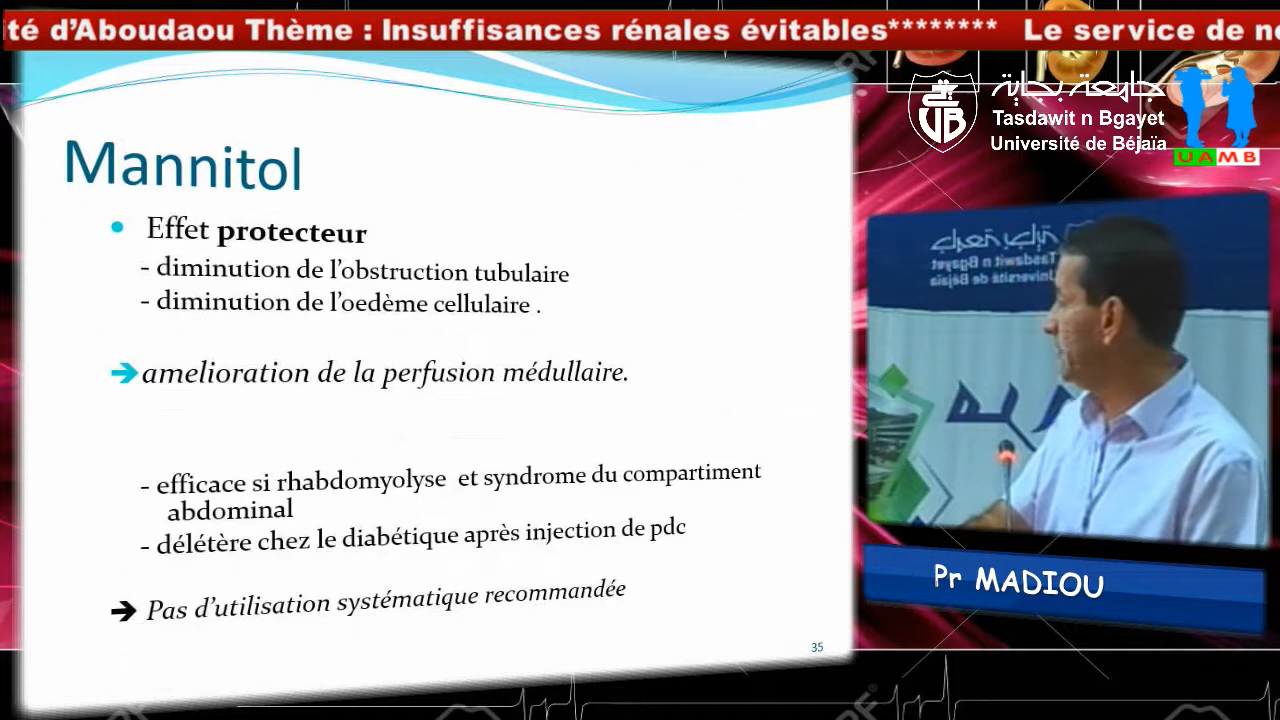 té d’Aboudaou Thème : Insuffisances rénales évitables******** Le service de né
جامعة بجاية
Tasdawit n Bgayet
Université de Béjaïa
UAMB
Mannitol
• Effet protecteur
- diminution de l’obstruction tubulaire
- diminution de l’oedème cellulaire .
➔ amelioration de la perfusion médullaire.
- efficace si rhabdomyolyse et syndrome du compartiment
abdominal
- délétère chez le diabétique après injection de pdc
➔ Pas d’utilisation systématique recommandée
35
Tasdawit n Bgayet
Université
de Béjaïa
Pr MADIOU